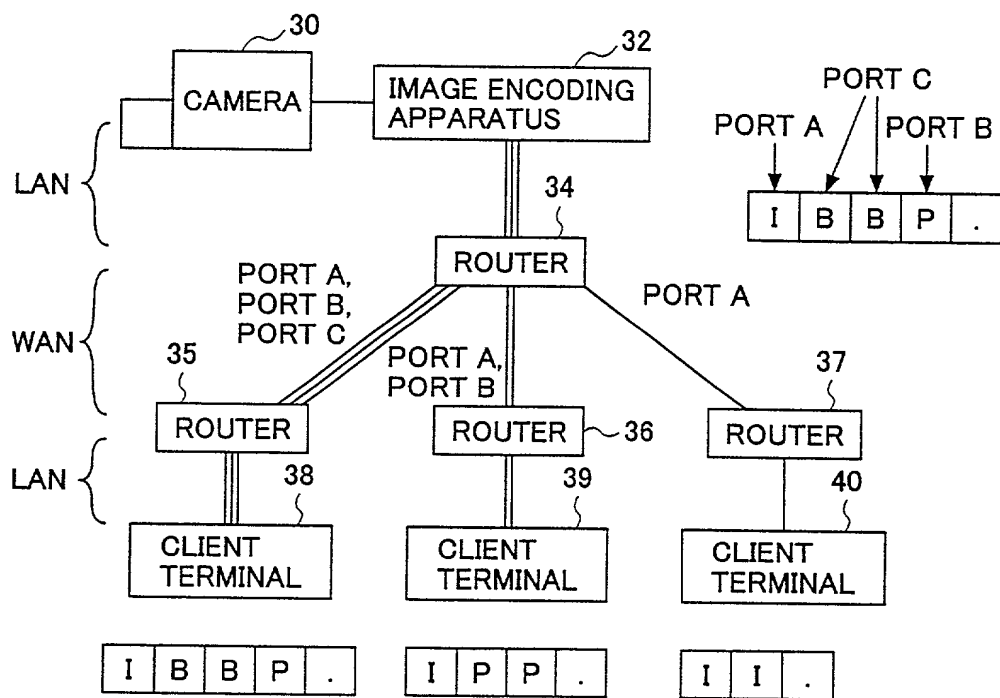 30
32
CAMERA
IMAGE ENCODING
APPARATUS
PORT C
PORT A
PORT B
I B B P .
LAN
34
ROUTER
PORT A,
PORT B,
PORT C
PORT A
WAN
PORT A,
PORT B
35
37
ROUTER
ROUTER
36
ROUTER
LAN
38
39
40
CLIENT
TERMINAL
CLIENT
TERMINAL
CLIENT
TERMINAL
I B B P .
I P P .
I I .